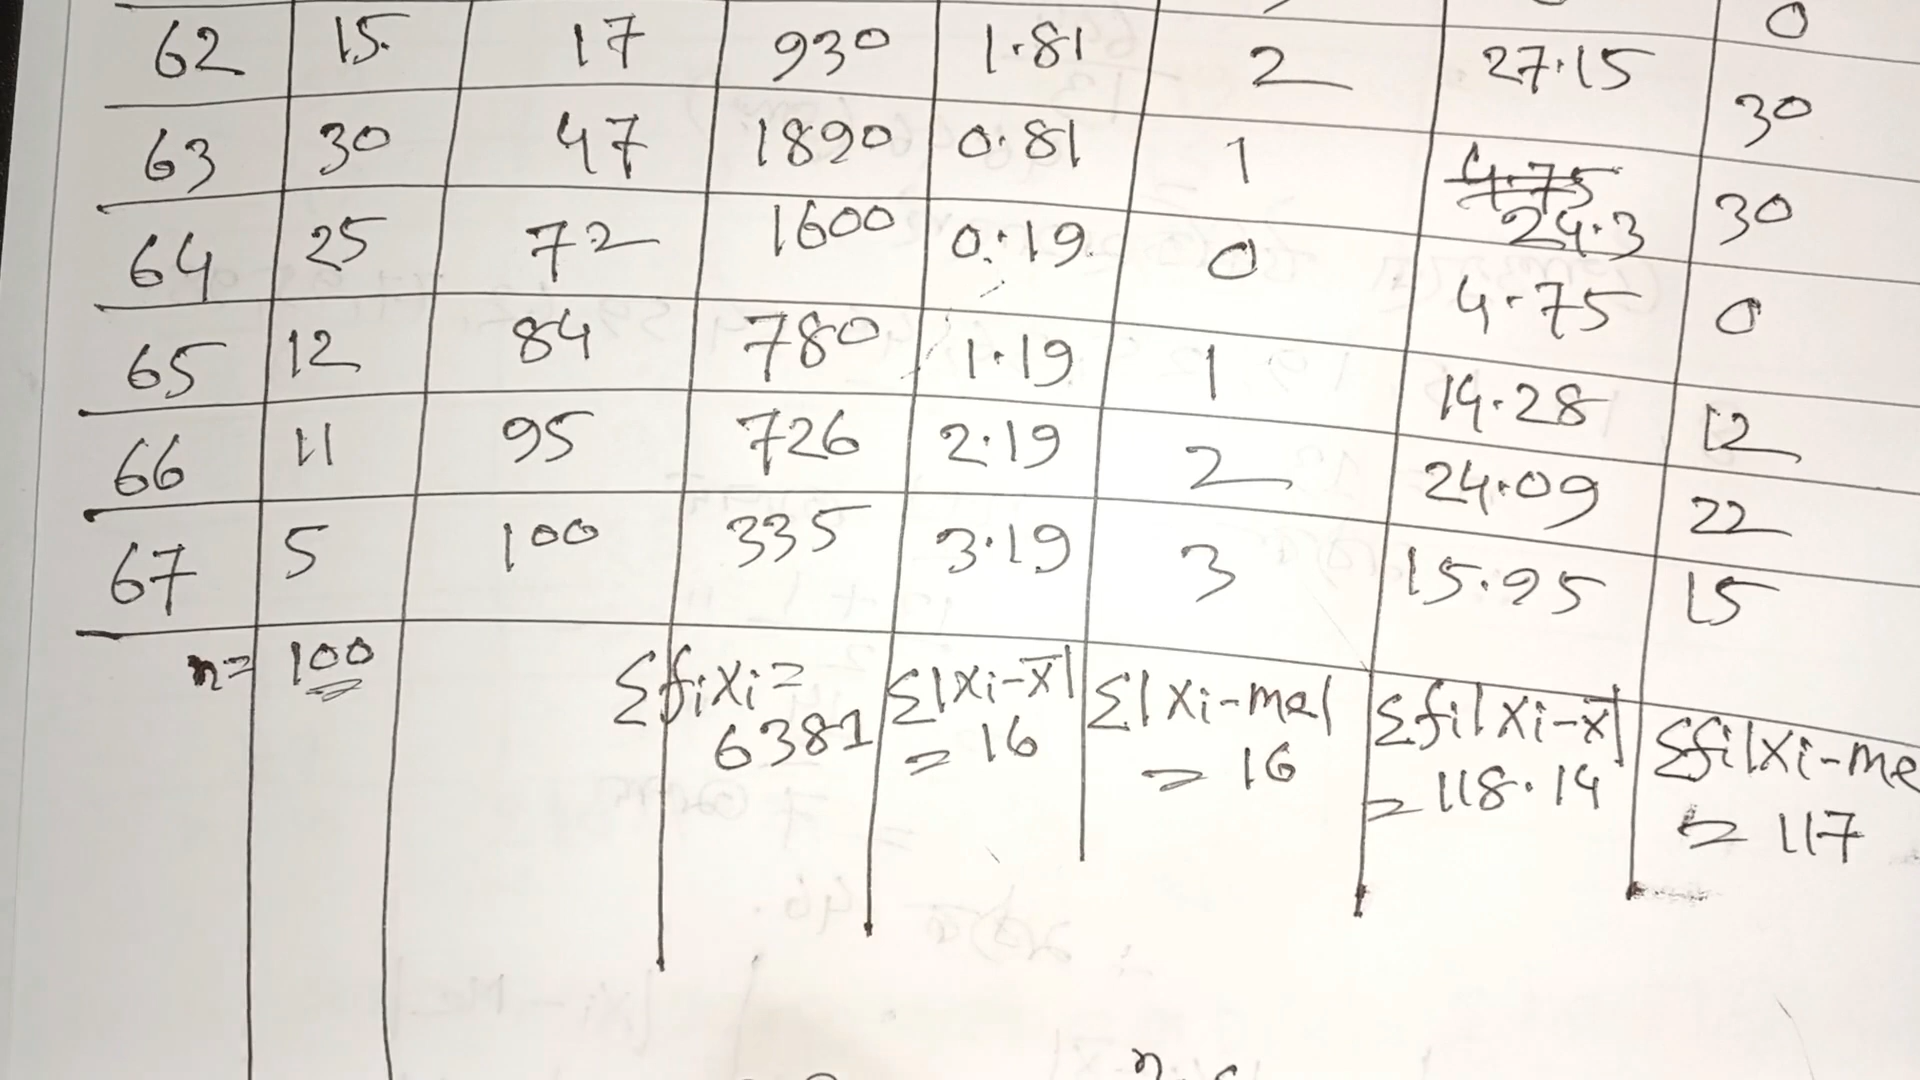 0
62 15 17 930 1.81 2 27.15 30
63 30 47 1890 0.81 1 4.75 24.3 30
64 25 72 1600 0.19 0 4.75 0
65 12 84 780 1.19 1 14.28 12
66 11 95 726 2.19 2 24.09 22
67 5 100 335 3.19 3 15.95 15
n= 100 Σfixi= 6381 Σ|xi-x̄| = 16 Σ|xi-me| = 16 Σfi|xi-x̄| = 118.14 Σfi|xi-me = 117